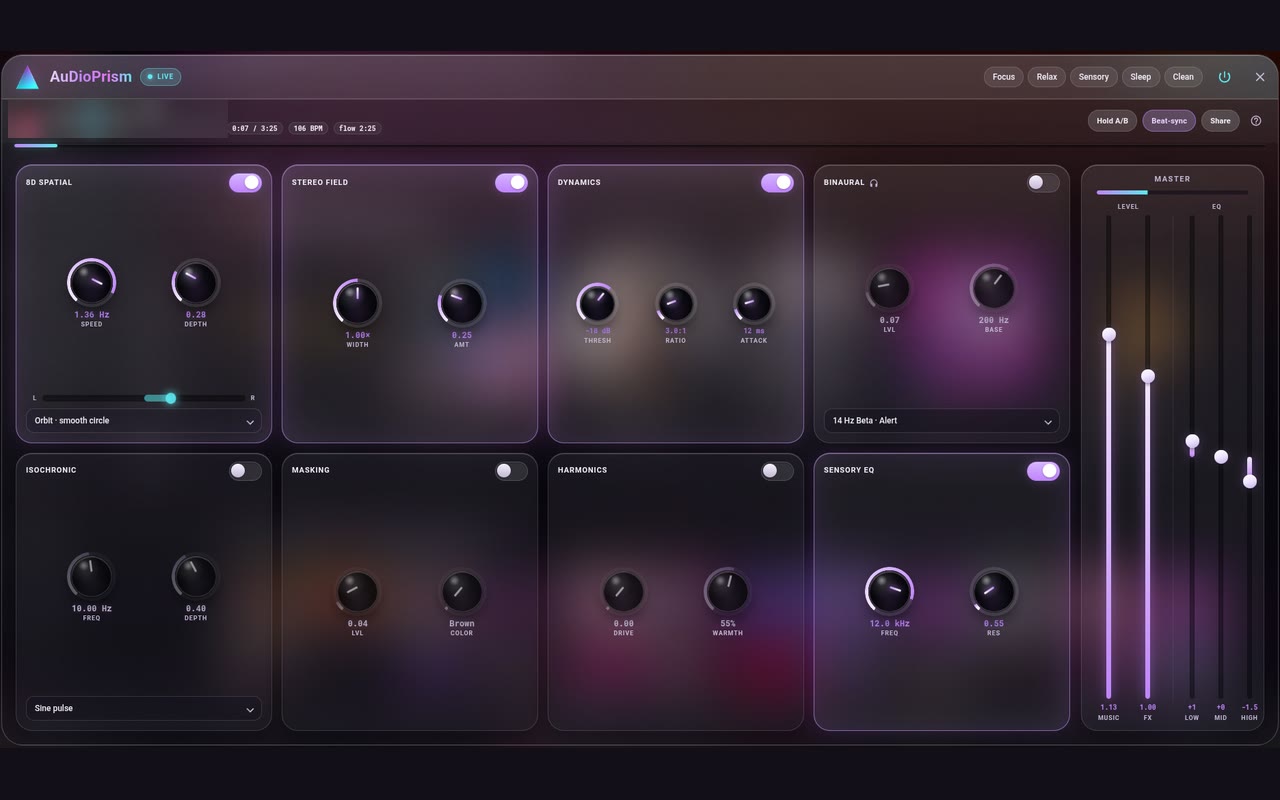 AuDioPrism
LIVE
Focus
Relax
Sensory
Sleep
Clean
0:07 / 3:25
106 BPM
flow 2:25
Hold A/B
Beat-sync
Share
8D SPATIAL
1.36 Hz
SPEED
0.28
DEPTH
L
R
Orbit · smooth circle
STEREO FIELD
1.00×
WIDTH
0.25
AMT
DYNAMICS
-18 dB
THRESH
3.0:1
RATIO
12 ms
ATTACK
BINAURAL
0.07
LVL
200 Hz
BASE
14 Hz Beta · Alert
ISOCHRONIC
10.00 Hz
FREQ
0.40
DEPTH
Sine pulse
MASKING
0.04
LVL
Brown
COLOR
HARMONICS
0.00
DRIVE
55%
WARMTH
SENSORY EQ
12.0 kHz
FREQ
0.55
RES
MASTER
LEVEL
EQ
1.13
MUSIC
1.00
FX
+1
LOW
+0
MID
-1.5
HIGH